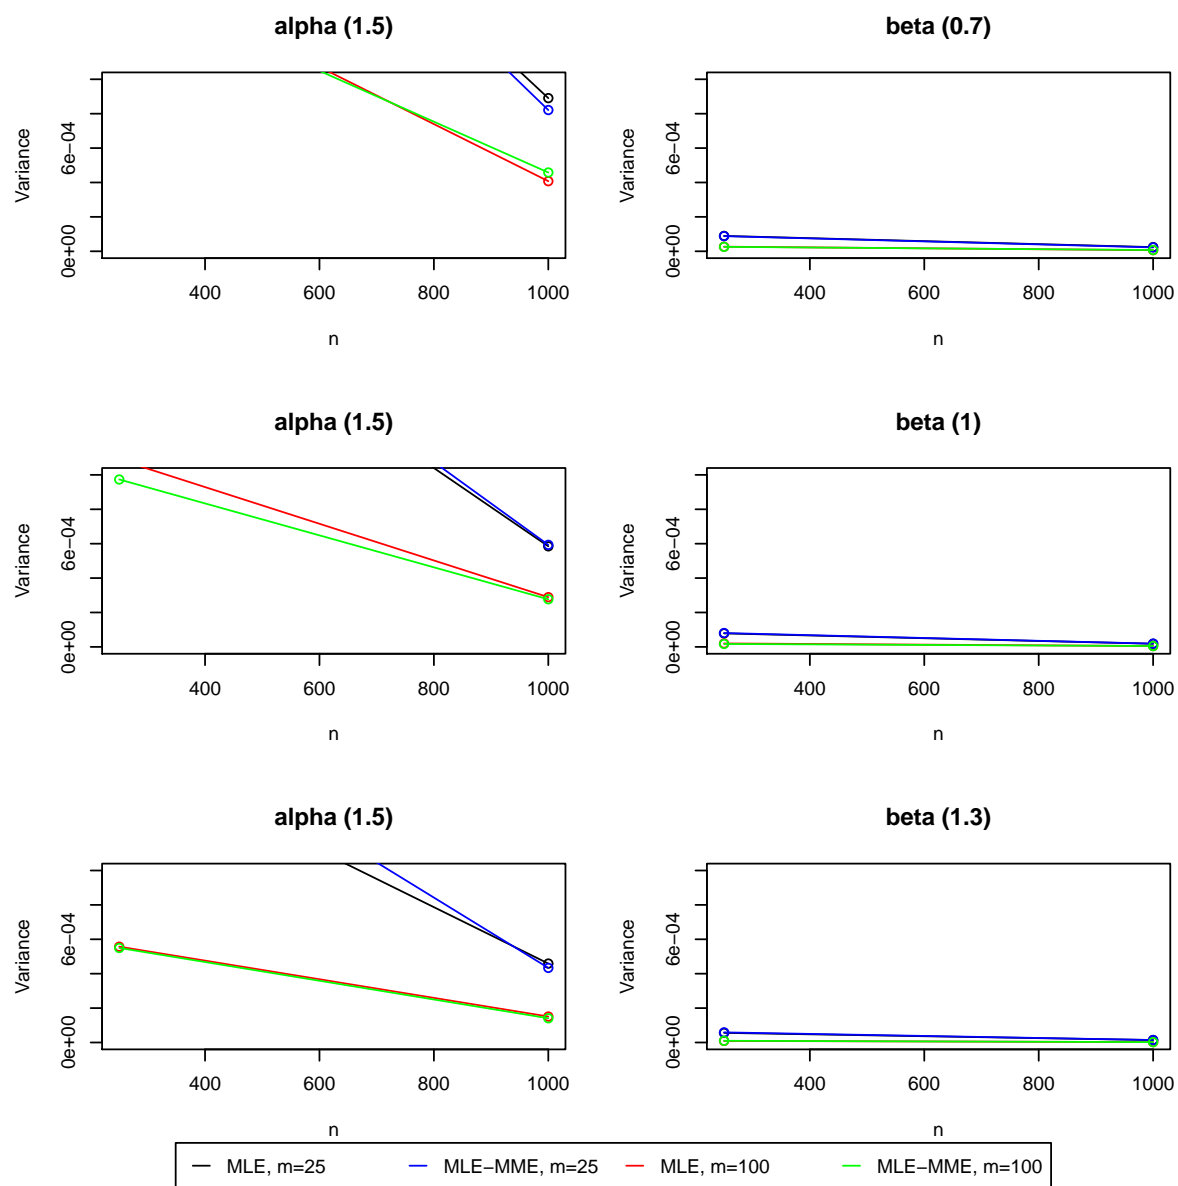 alpha (1.5)
beta (0.7)
Variance
0e+00
6e−04
400
600
800
1000
n
Variance
0e+00
6e−04
400
600
800
1000
n
alpha (1.5)
beta (1)
Variance
0e+00
6e−04
400
600
800
1000
n
Variance
0e+00
6e−04
400
600
800
1000
n
alpha (1.5)
beta (1.3)
Variance
0e+00
6e−04
400
600
800
1000
n
Variance
0e+00
6e−04
400
600
800
1000
n
MLE, m=25
MLE−MME, m=25
MLE, m=100
MLE−MME, m=100